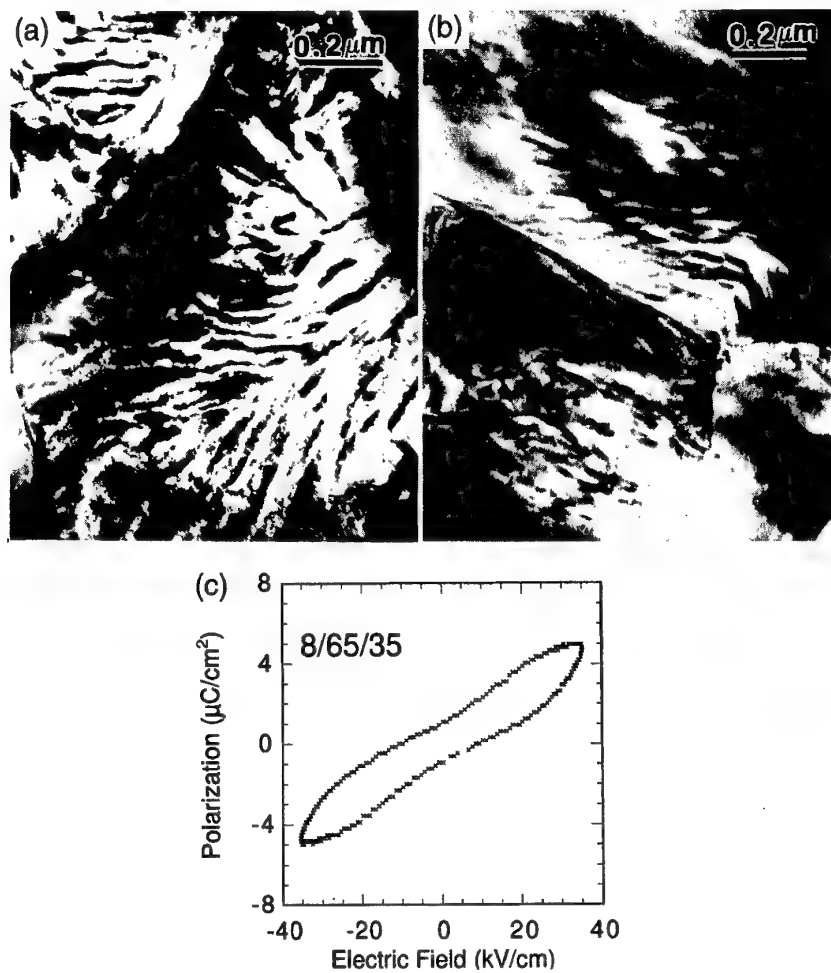 (a)
0.2μm
(b)
0.2μm
(c)
8/65/35
Polarization (μC/cm²)
8
4
0
-4
-8
-40
-20
0
20
40
Electric Field (kV/cm)